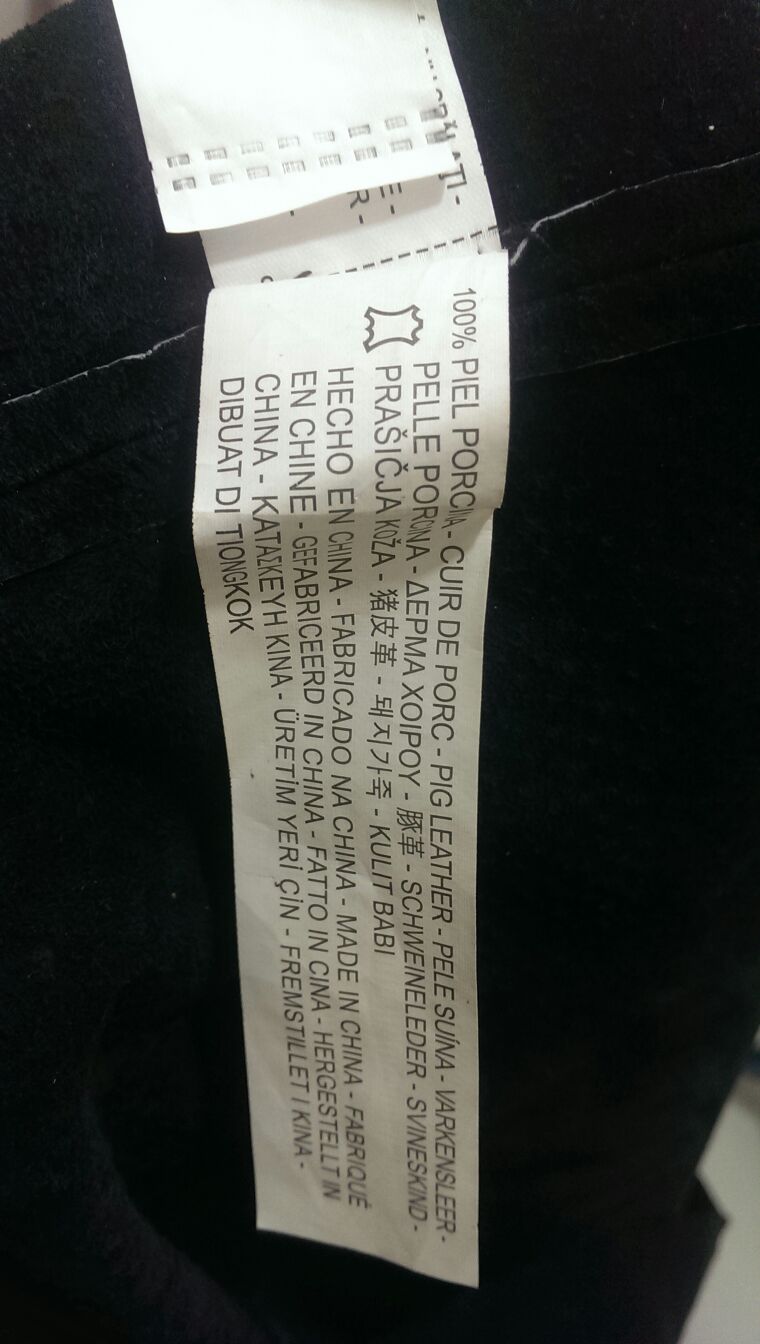 100% PIEL PORCINA - CUIR DE PORC - PIG LEATHER - PELE SUÍNA - VARKENSLEER -
PELLE PORCINA - ΔΕΡΜΑ ΧΟΙΡΟΥ - 豚革 - SCHWEINELEDER - SVINESKIND -
PRAŠIČJA KOŽA - 猪皮革 - 돼지가죽 - KULIT BABI
HECHO EN CHINA - FABRICADO NA CHINA - MADE IN CHINA - FABRIQUÉ
EN CHINE - GEFABRICEERD IN CHINA - FATTO IN CINA - HERGESTELLT IN
CHINA - ΚΑΤΑΣΚΕΥΗ ΚΙΝΑ - ÜRETİM YERİ ÇİN - FREMSTILLET I KINA -
DIBUAT DI TIONGKOK